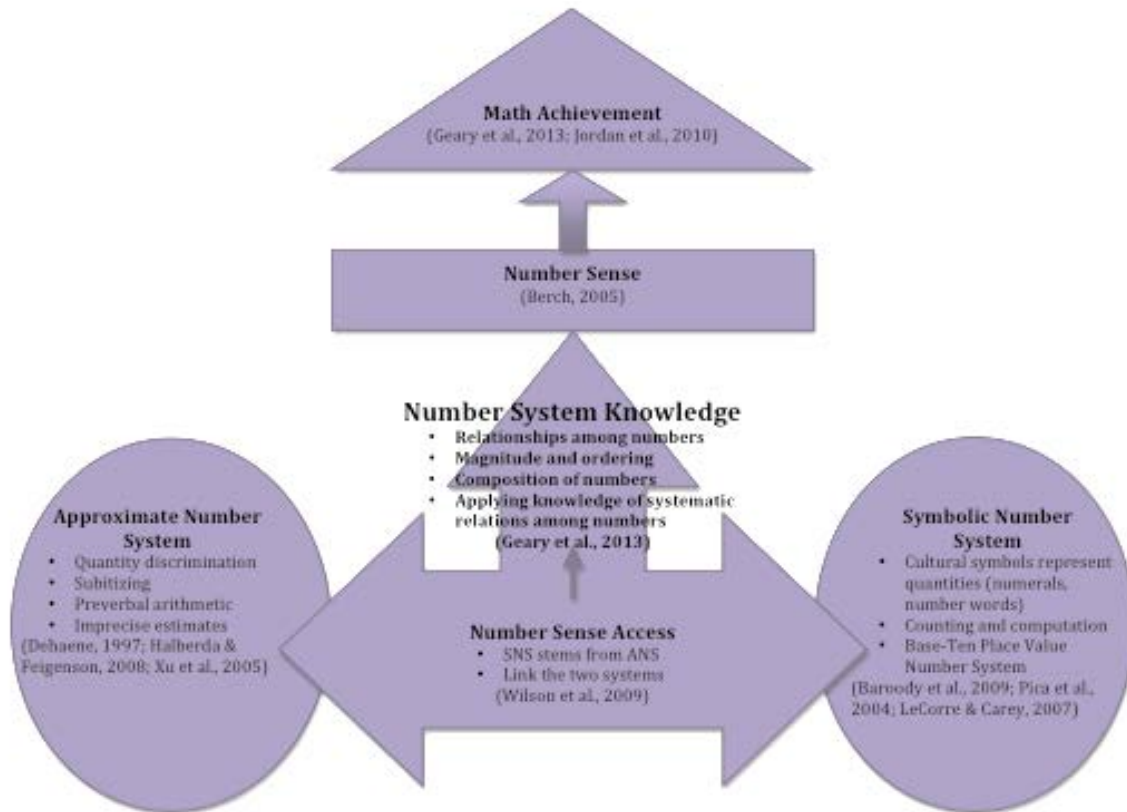 Math Achievement
(Geary et al., 2013; Jordan et al., 2010)
Number Sense
(Berch, 2005)
Number System Knowledge
• Relationships among numbers
• Magnitude and ordering
• Composition of numbers
• Applying knowledge of systematic
relations among numbers
(Geary et al., 2013)
Approximate Number
System
• Quantity discrimination
• Subitizing
• Preverbal arithmetic
• Imprecise estimates
(Dehaene, 1997; Halberda &
Feigenson, 2008; Xu et al., 2005)
Number Sense Access
• SNS stems from ANS
• Link the two systems
(Wilson et al., 2009)
Symbolic Number
System
• Cultural symbols represent
quantities (numerals,
number words)
• Counting and computation
• Base-Ten Place Value
Number System
(Baroody et al., 2009; Pica et al.,
2004; LeCorre & Carey, 2007)